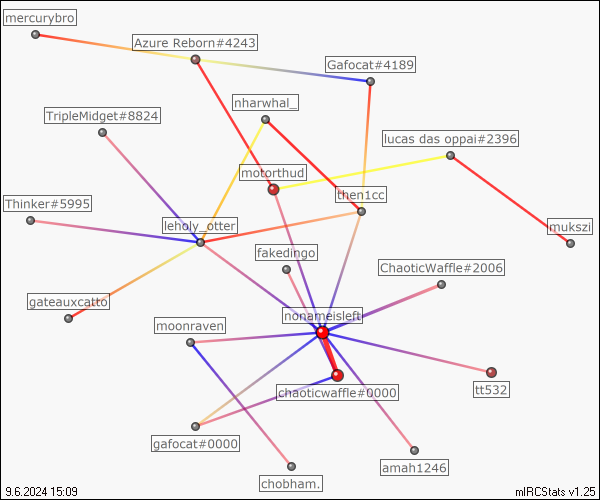 mercurybro
Azure Reborn#4243
Gafocat#4189
nharwhal_
TripleMidget#8824
lucas das oppai#2396
motorthud
then1cc
Thinker#5995
leholy_otter
mukszi
fakedingo
ChaoticWaffle#2006
gateauxcatto
nonameisleft
moonraven
chaoticwaffle#0000
tt532
gafocat#0000
amah1246
chobham.
9.6.2024 15:09
mIRCStats v1.25